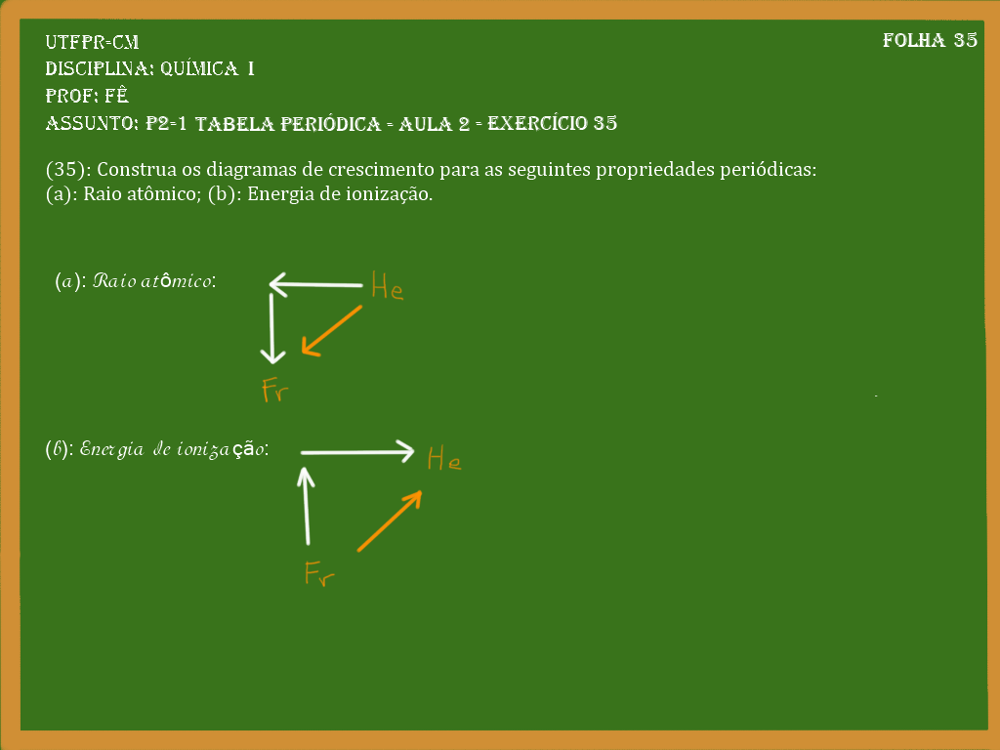 UTFPR-CM
FOLHA 35
DISCIPLINA: QUÍMICA I
PROF: FÊ
ASSUNTO: P2-1 TABELA PERIÓDICA - AULA 2 - EXERCÍCIO 35
(35): Construa os diagramas de crescimento para as seguintes propriedades periódicas:
(a): Raio atômico; (b): Energia de ionização.
(a): Raio atômico:
He
Fr
(b): Energia de ionização:
He
Fr